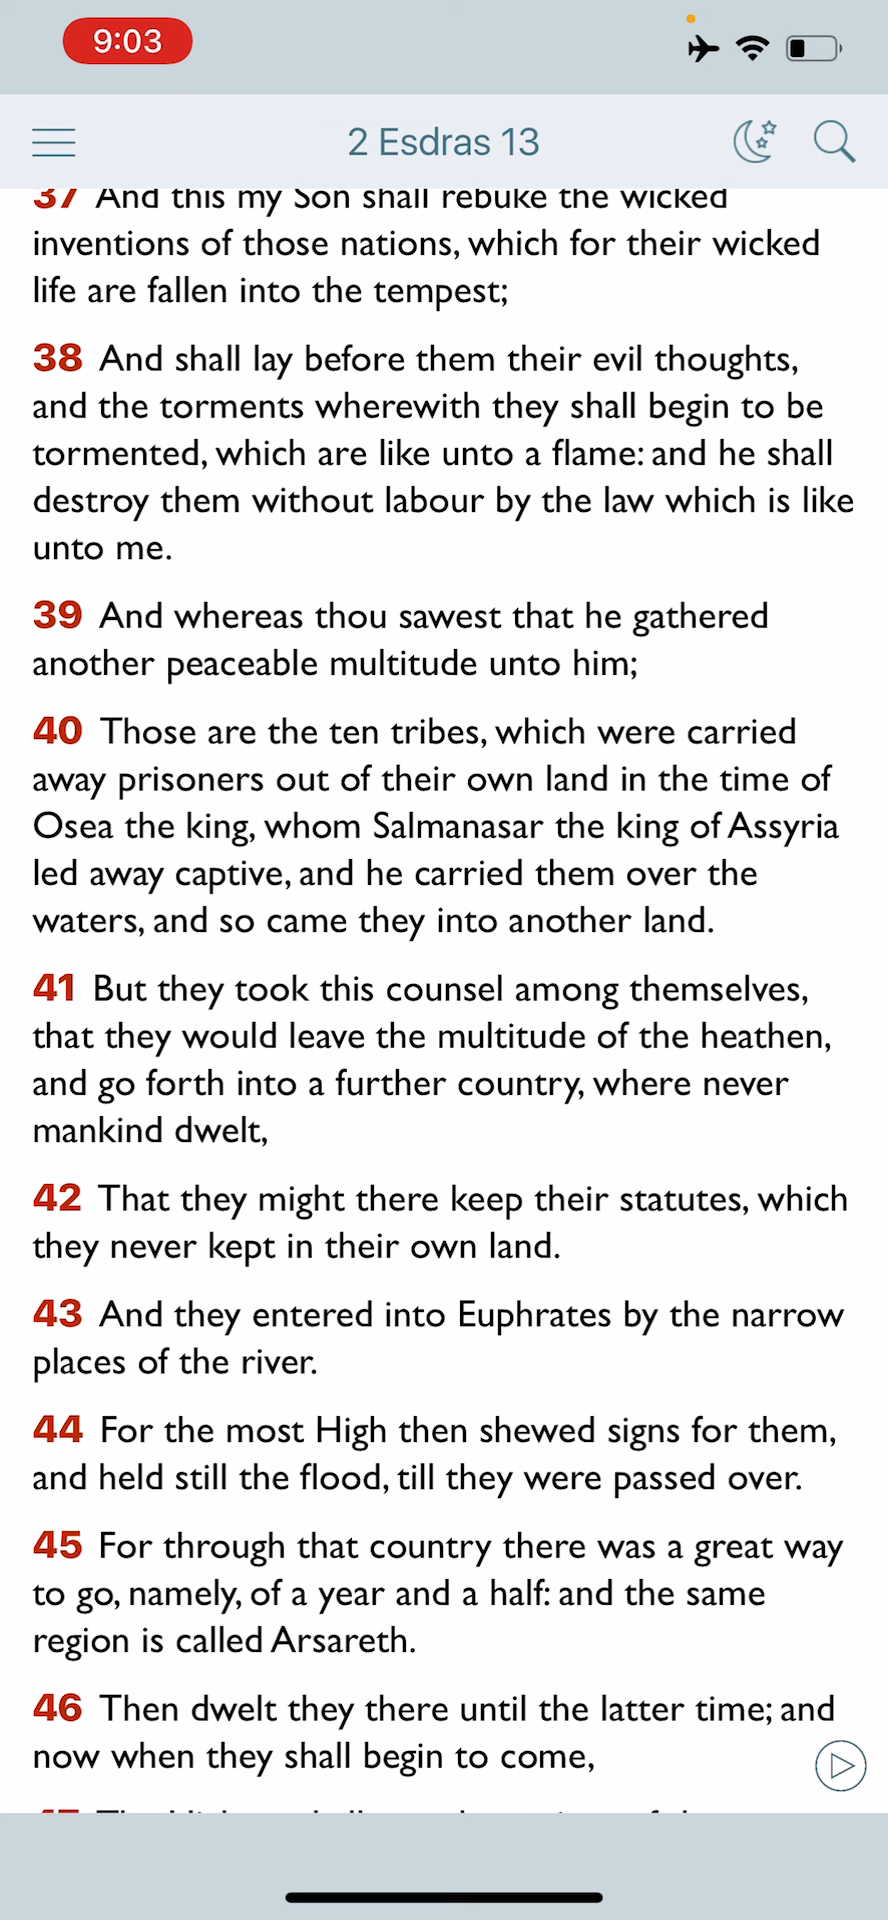 9:03
2 Esdras 13
37 And this my Son shall rebuke the wicked
inventions of those nations, which for their wicked
life are fallen into the tempest;
38 And shall lay before them their evil thoughts,
and the torments wherewith they shall begin to be
tormented, which are like unto a flame: and he shall
destroy them without labour by the law which is like
unto me.
39 And whereas thou sawest that he gathered
another peaceable multitude unto him;
40 Those are the ten tribes, which were carried
away prisoners out of their own land in the time of
Osea the king, whom Salmanasar the king of Assyria
led away captive, and he carried them over the
waters, and so came they into another land.
41 But they took this counsel among themselves,
that they would leave the multitude of the heathen,
and go forth into a further country, where never
mankind dwelt,
42 That they might there keep their statutes, which
they never kept in their own land.
43 And they entered into Euphrates by the narrow
places of the river.
44 For the most High then shewed signs for them,
and held still the flood, till they were passed over.
45 For through that country there was a great way
to go, namely, of a year and a half: and the same
region is called Arsareth.
46 Then dwelt they there until the latter time; and
now when they shall begin to come,